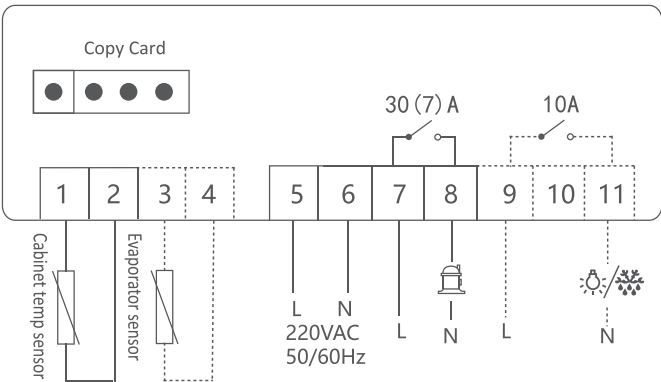 Copy Card
30(7)A
10A
1 2 3 4 5 6 7 8 9 10 11
Cabinet temp sensor
Evaporator sensor
L N
220VAC
50/60Hz
L
N
L
N